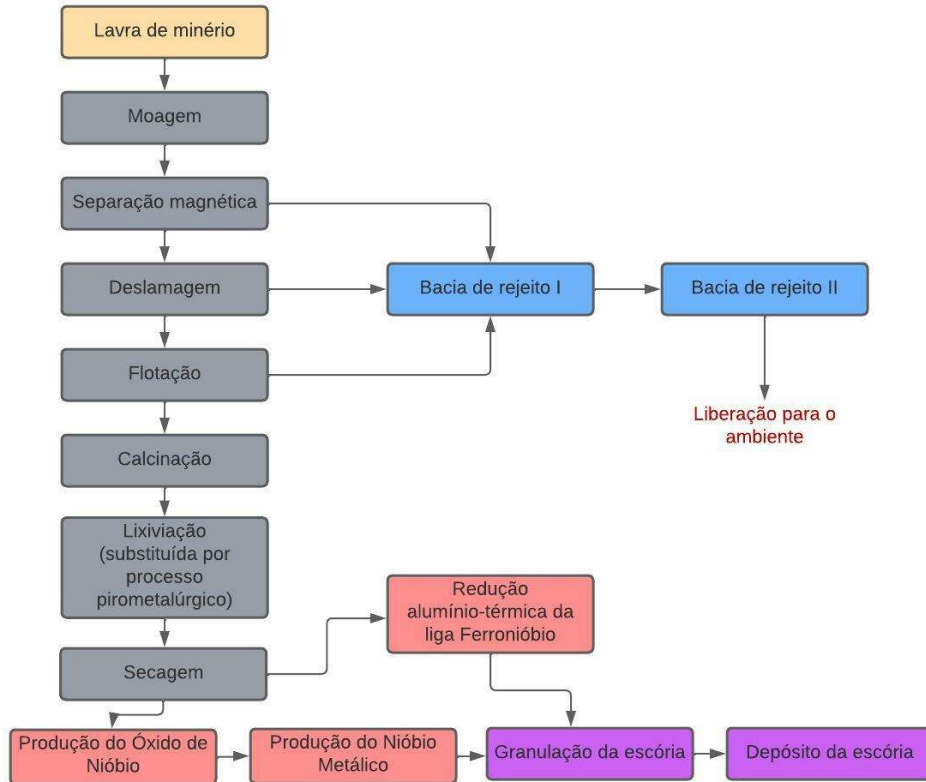 Lavra de minério
Moagem
Separação magnética
Deslamagem
Bacia de rejeito I
Bacia de rejeito II
Flotação
Liberação para o
ambiente
Calcinação
Lixiviação
(substituída por
processo
pirometalúrgico)
Redução
alumínio-térmica da
liga Ferronióbio
Secagem
Produção do Óxido de
Nióbio
Produção do Nióbio
Metálico
Granulação da escória
Depósito da escória